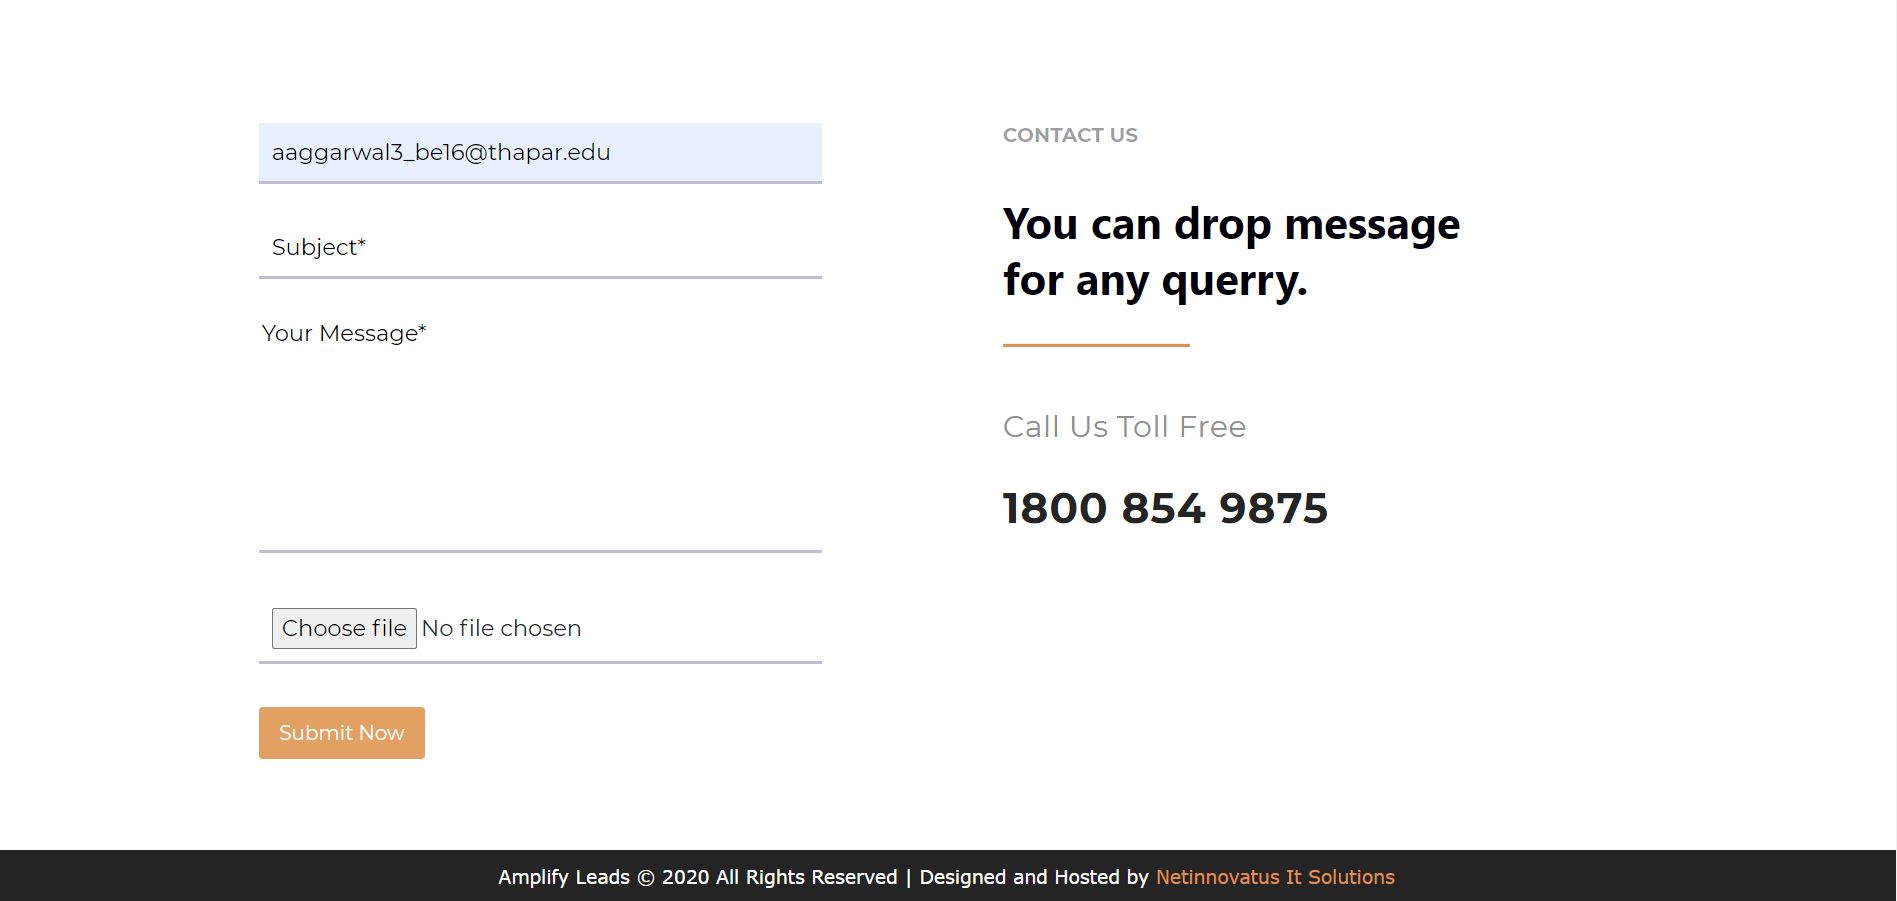 aaggarwal3_be16@thapar.edu
Subject*
Your Message*
Choose file No file chosen
Submit Now
CONTACT US
You can drop message
for any querry.
Call Us Toll Free
1800 854 9875
Amplify Leads © 2020 All Rights Reserved | Designed and Hosted by Netinnovatus It Solutions